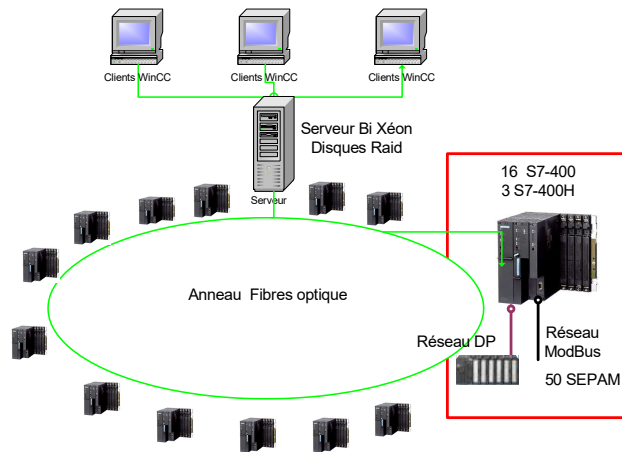 Clients WinCC
Clients WinCC
Clients WinCC
Serveur Bi Xéon
Disques Raid
Serveur
16 S7-400
3 S7-400H
Anneau Fibres optique
Réseau DP
Réseau
ModBus
50 SEPAM